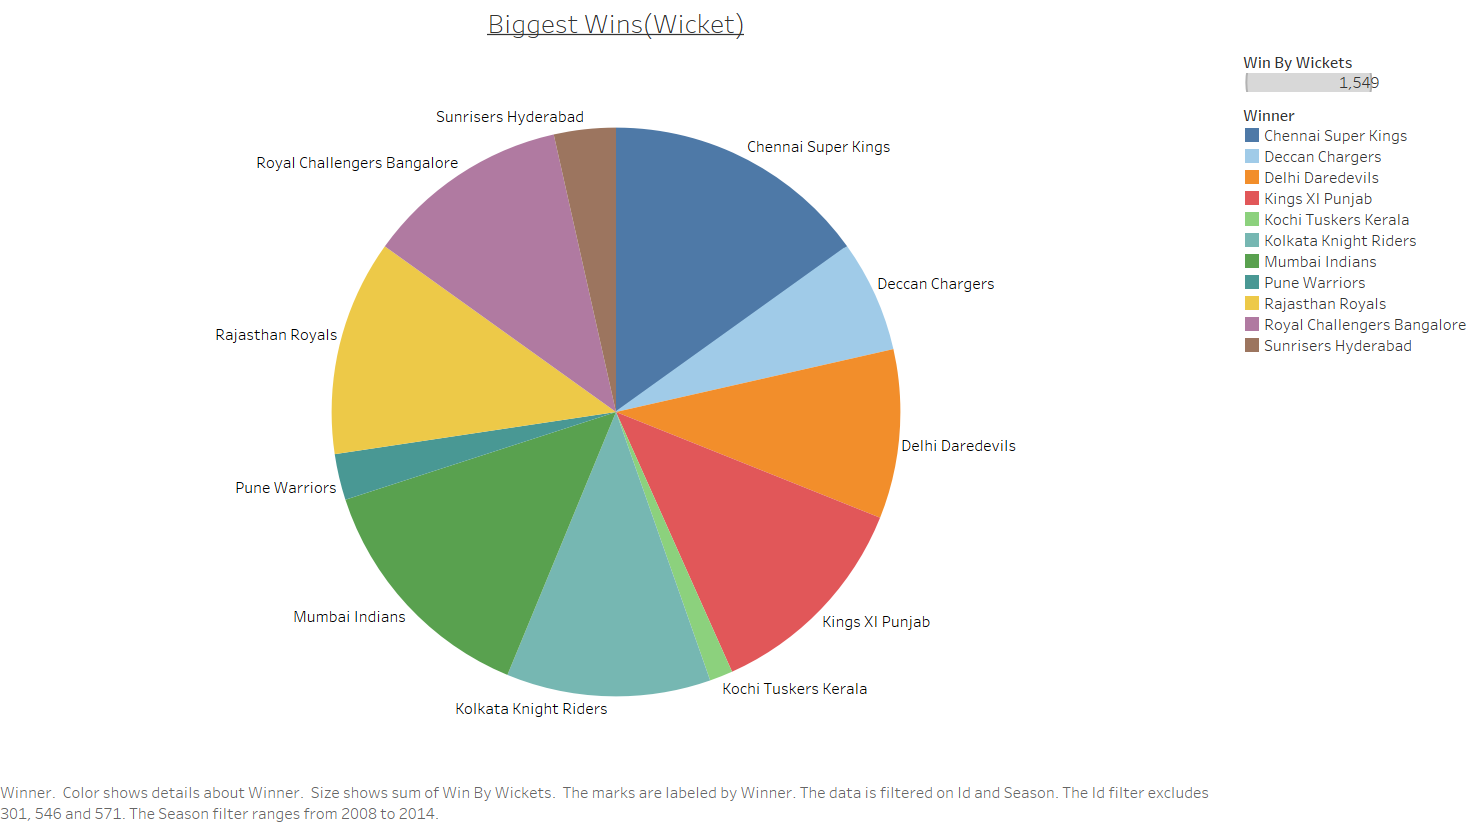 Biggest Wins(Wicket)
Win By Wickets
1,549
Winner
Chennai Super Kings
Deccan Chargers
Delhi Daredevils
Kings XI Punjab
Kochi Tuskers Kerala
Kolkata Knight Riders
Mumbai Indians
Pune Warriors
Rajasthan Royals
Royal Challengers Bangalore
Sunrisers Hyderabad
Sunrisers Hyderabad
Chennai Super Kings
Royal Challengers Bangalore
Deccan Chargers
Rajasthan Royals
Delhi Daredevils
Pune Warriors
Mumbai Indians
Kings XI Punjab
Kochi Tuskers Kerala
Kolkata Knight Riders
Winner.  Color shows details about Winner.  Size shows sum of Win By Wickets.  The marks are labeled by Winner. The data is filtered on Id and Season. The Id filter excludes
301, 546 and 571. The Season filter ranges from 2008 to 2014.